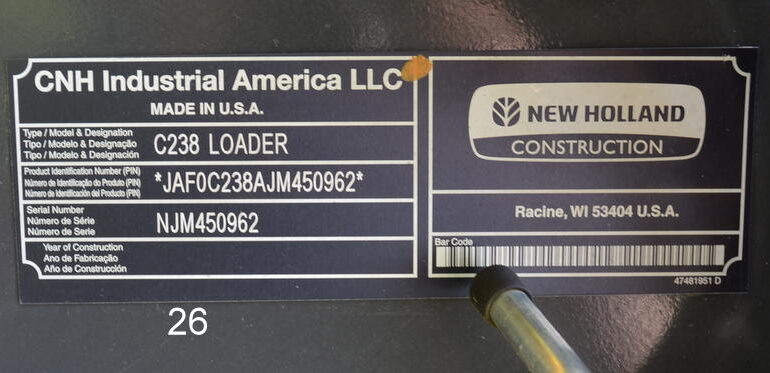 CNH Industrial America LLC
MADE IN U.S.A.
Type / Model & Designation
Tipo / Modelo & Designação
Tipo / Modelo & Designación
C238 LOADER
Product Identification Number (PIN)
Número de Identificação do Produto (PIN)
Número de Identificación del Producto (PIN)
*JAF0C238AJM450962*
Serial Number
Número de Série
Número de Serie
NJM450962
Year of Construction
Ano de Fabricação
Año de Construcción
NEW HOLLAND
CONSTRUCTION
Racine, WI 53404 U.S.A.
Bar Code
47481951 D
26